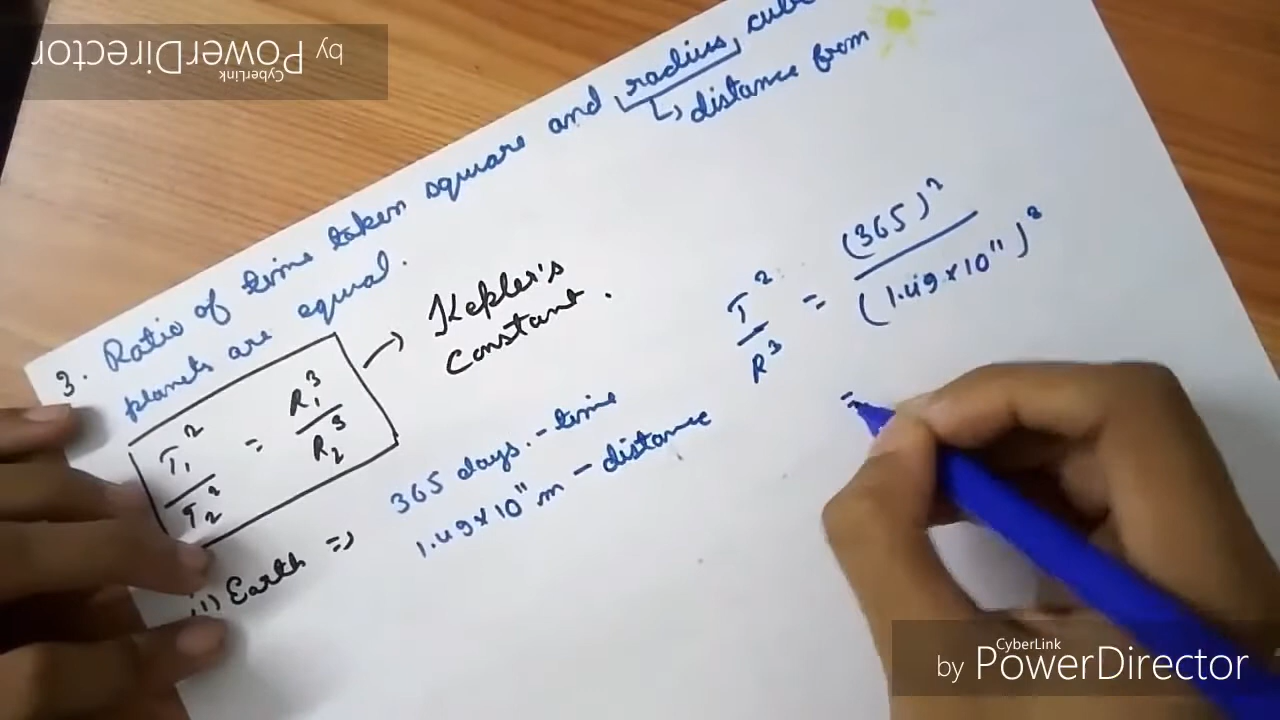 by PowerDirector
CyberLink
3. Ratio of time taken square and radius, cube
↳ distance from
planets are equal.
T₁² / T₂² = R₁³ / R₂³ → Kepler's
constant.
(i) Earth ⇒ 365 days. - time
1.49 × 10¹¹ m - distance
T² / R³ = (365)² / (1.49 × 10¹¹)³
=
CyberLink
by PowerDirector